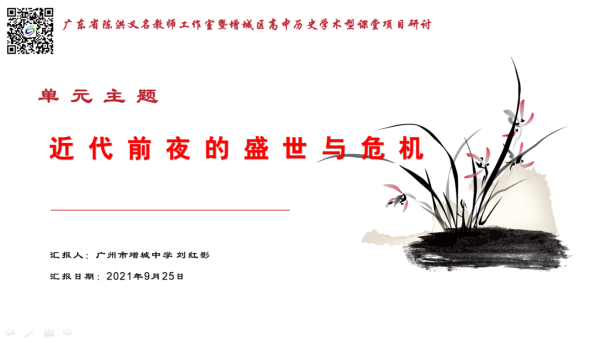 广东省陈洪义名教师工作室暨增城区高中历史学术型课堂项目研讨
单元主题
近代前夜的盛世与危机
汇报人：广州市增城中学 刘红影
汇报日期：2021年9月25日